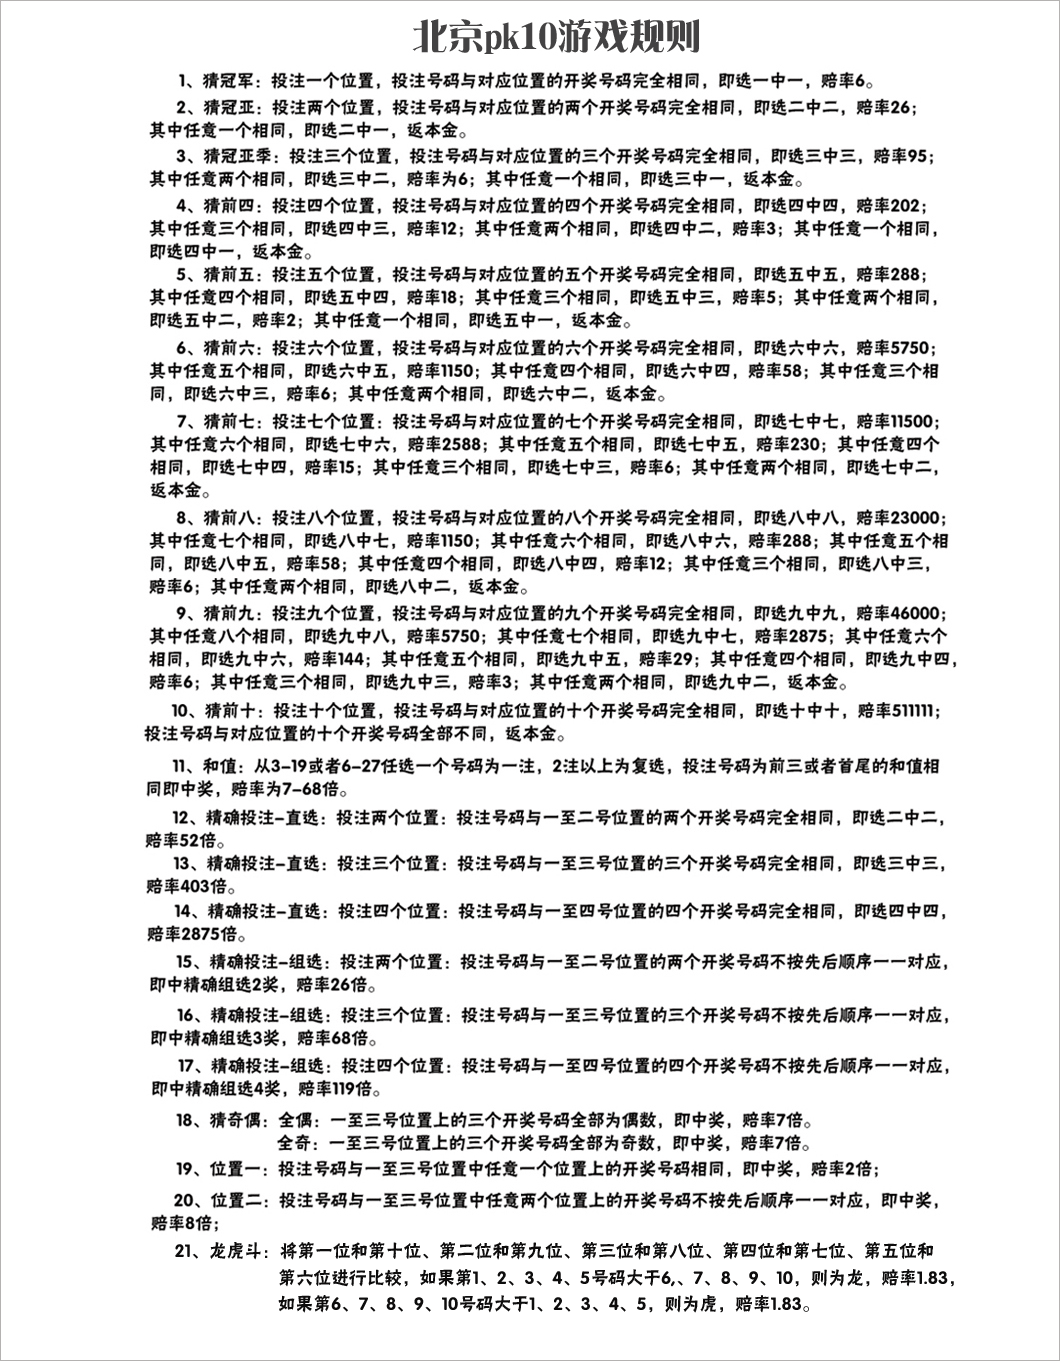 北京pk10游戏规则
1、猜冠军：投注一个位置，投注号码与对应位置的开奖号码完全相同，即选一中一，赔率6。
2、猜冠亚：投注两个位置，投注号码与对应位置的两个开奖号码完全相同，即选二中二，赔率26；
其中任意一个相同，即选二中一，返本金。
3、猜冠亚季：投注三个位置，投注号码与对应位置的三个开奖号码完全相同，即选三中三，赔率95；
其中任意两个相同，即选三中二，赔率为6；其中任意一个相同，即选三中一，返本金。
4、猜前四：投注四个位置，投注号码与对应位置的四个开奖号码完全相同，即选四中四，赔率202；
其中任意三个相同，即选四中三，赔率12；其中任意两个相同，即选四中二，赔率3；其中任意一个相同，
即选四中一，返本金。
5、猜前五：投注五个位置，投注号码与对应位置的五个开奖号码完全相同，即选五中五，赔率288；
其中任意四个相同，即选五中四，赔率18；其中任意三个相同，即选五中三，赔率5；其中任意两个相同，
即选五中二，赔率2；其中任意一个相同，即选五中一，返本金。
6、猜前六：投注六个位置，投注号码与对应位置的六个开奖号码完全相同，即选六中六，赔率5750；
其中任意五个相同，即选六中五，赔率1150；其中任意四个相同，即选六中四，赔率58；其中任意三个相
同，即选六中三，赔率6；其中任意两个相同，即选六中二，返本金。
7、猜前七：投注七个位置：投注号码与对应位置的七个开奖号码完全相同，即选七中七，赔率11500；
其中任意六个相同，即选七中六，赔率2588；其中任意五个相同，即选七中五，赔率230；其中任意四个
相同，即选七中四，赔率15；其中任意三个相同，即选七中三，赔率6；其中任意两个相同，即选七中二，
返本金。
8、猜前八：投注八个位置，投注号码与对应位置的八个开奖号码完全相同，即选八中八，赔率23000；
其中任意七个相同，即选八中七，赔率1150；其中任意六个相同，即选八中六，赔率288；其中任意五个相
同，即选八中五，赔率58；其中任意四个相同，即选八中四，赔率12；其中任意三个相同，即选八中三，
赔率6；其中任意两个相同，即选八中二，返本金。
9、猜前九：投注九个位置，投注号码与对应位置的九个开奖号码完全相同，即选九中九，赔率46000；
其中任意八个相同，即选九中八，赔率5750；其中任意七个相同，即选九中七，赔率2875；其中任意六个
相同，即选九中六，赔率144；其中任意五个相同，即选九中五，赔率29；其中任意四个相同，即选九中四，
赔率6；其中任意三个相同，即选九中三，赔率3；其中任意两个相同，即选九中二，返本金。
10、猜前十：投注十个位置，投注号码与对应位置的十个开奖号码完全相同，即选十中十，赔率511111；
投注号码与对应位置的十个开奖号码全部不同，返本金。
11、和值：从3-19或者6-27任选一个号码为一注，2注以上为复选，投注号码为前三或者首尾的和值相
同即中奖，赔率为7-68倍。
12、精确投注-直选：投注两个位置：投注号码与一至二号位置的两个开奖号码完全相同，即选二中二，
赔率52倍。
13、精确投注-直选：投注三个位置：投注号码与一至三号位置的三个开奖号码完全相同，即选三中三，
赔率403倍。
14、精确投注-直选：投注四个位置：投注号码与一至四号位置的四个开奖号码完全相同，即选四中四，
赔率2875倍。
15、精确投注-组选：投注两个位置：投注号码与一至二号位置的两个开奖号码不按先后顺序一一对应，
即中精确组选2奖，赔率26倍。
16、精确投注-组选：投注三个位置：投注号码与一至三号位置的三个开奖号码不按先后顺序一一对应，
即中精确组选3奖，赔率68倍。
17、精确投注-组选：投注四个位置：投注号码与一至四号位置的四个开奖号码不按先后顺序一一对应，
即中精确组选4奖，赔率119倍。
18、猜奇偶：全偶：一至三号位置上的三个开奖号码全部为偶数，即中奖，赔率7倍。
全奇：一至三号位置上的三个开奖号码全部为奇数，即中奖，赔率7倍。
19、位置一：投注号码与一至三号位置中任意一个位置上的开奖号码相同，即中奖，赔率2倍；
20、位置二：投注号码与一至三号位置中任意两个位置上的开奖号码不按先后顺序一一对应，即中奖，
赔率8倍；
21、龙虎斗：将第一位和第十位、第二位和第九位、第三位和第八位、第四位和第七位、第五位和
第六位进行比较，如果第1、2、3、4、5号码大于6,、7、8、9、10，则为龙，赔率1.83，
如果第6、7、8、9、10号码大于1、2、3、4、5，则为虎，赔率1.83。